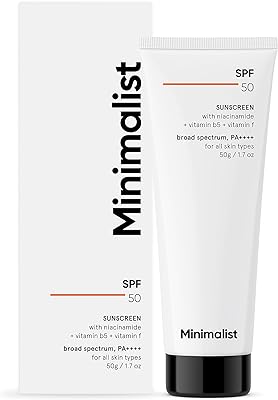 Minimalist
SPF
50
SUNSCREEN
with niacinamide
+ vitamin b5 + vitamin f
broad spectrum, PA++++
for all skin types
50g / 1.7 oz
SPF
50
SUNSCREEN
with niacinamide
+ vitamin b5 + vitamin f
broad spectrum, PA++++
for all skin types
50g / 1.7 oz
Minimalist